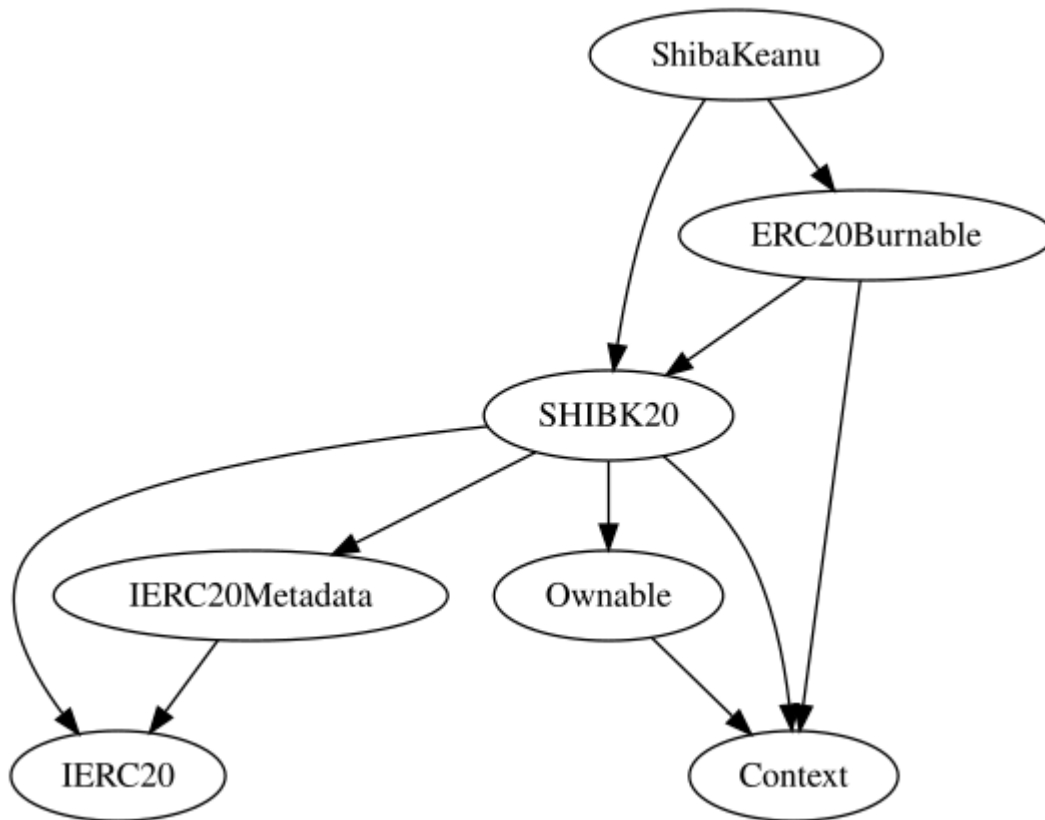 ShibaKeanu
ERC20Burnable
SHIBK20
IERC20Metadata
Ownable
IERC20
Context